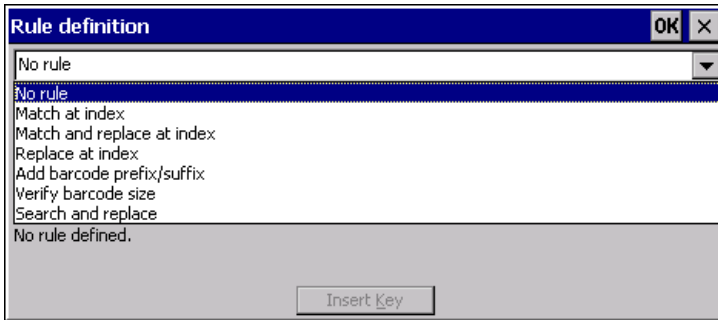 Rule definition OK ×
No rule
No rule
Match at index
Match and replace at index
Replace at index
Add barcode prefix/suffix
Verify barcode size
Search and replace
No rule defined.
Insert Key